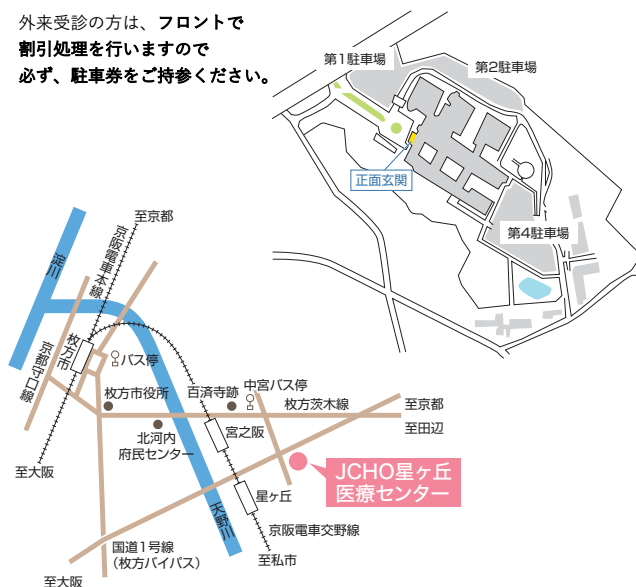 外来受診の方は、フロントで
割引処理を行いますので
必ず、駐車券をご持参ください。
第1駐車場
第2駐車場
正面玄関
第4駐車場
至京都
京阪電車本線
淀川
枚方市
京都守口線
バス停
枚方市役所
百済寺跡
中宮バス停
枚方茨木線
至京都
至田辺
北河内
府民センター
宮之阪
至大阪
JCHO星ヶ丘
医療センター
星ヶ丘
天野川
京阪電車交野線
国道1号線
(枚方バイパス)
至私市
至大阪